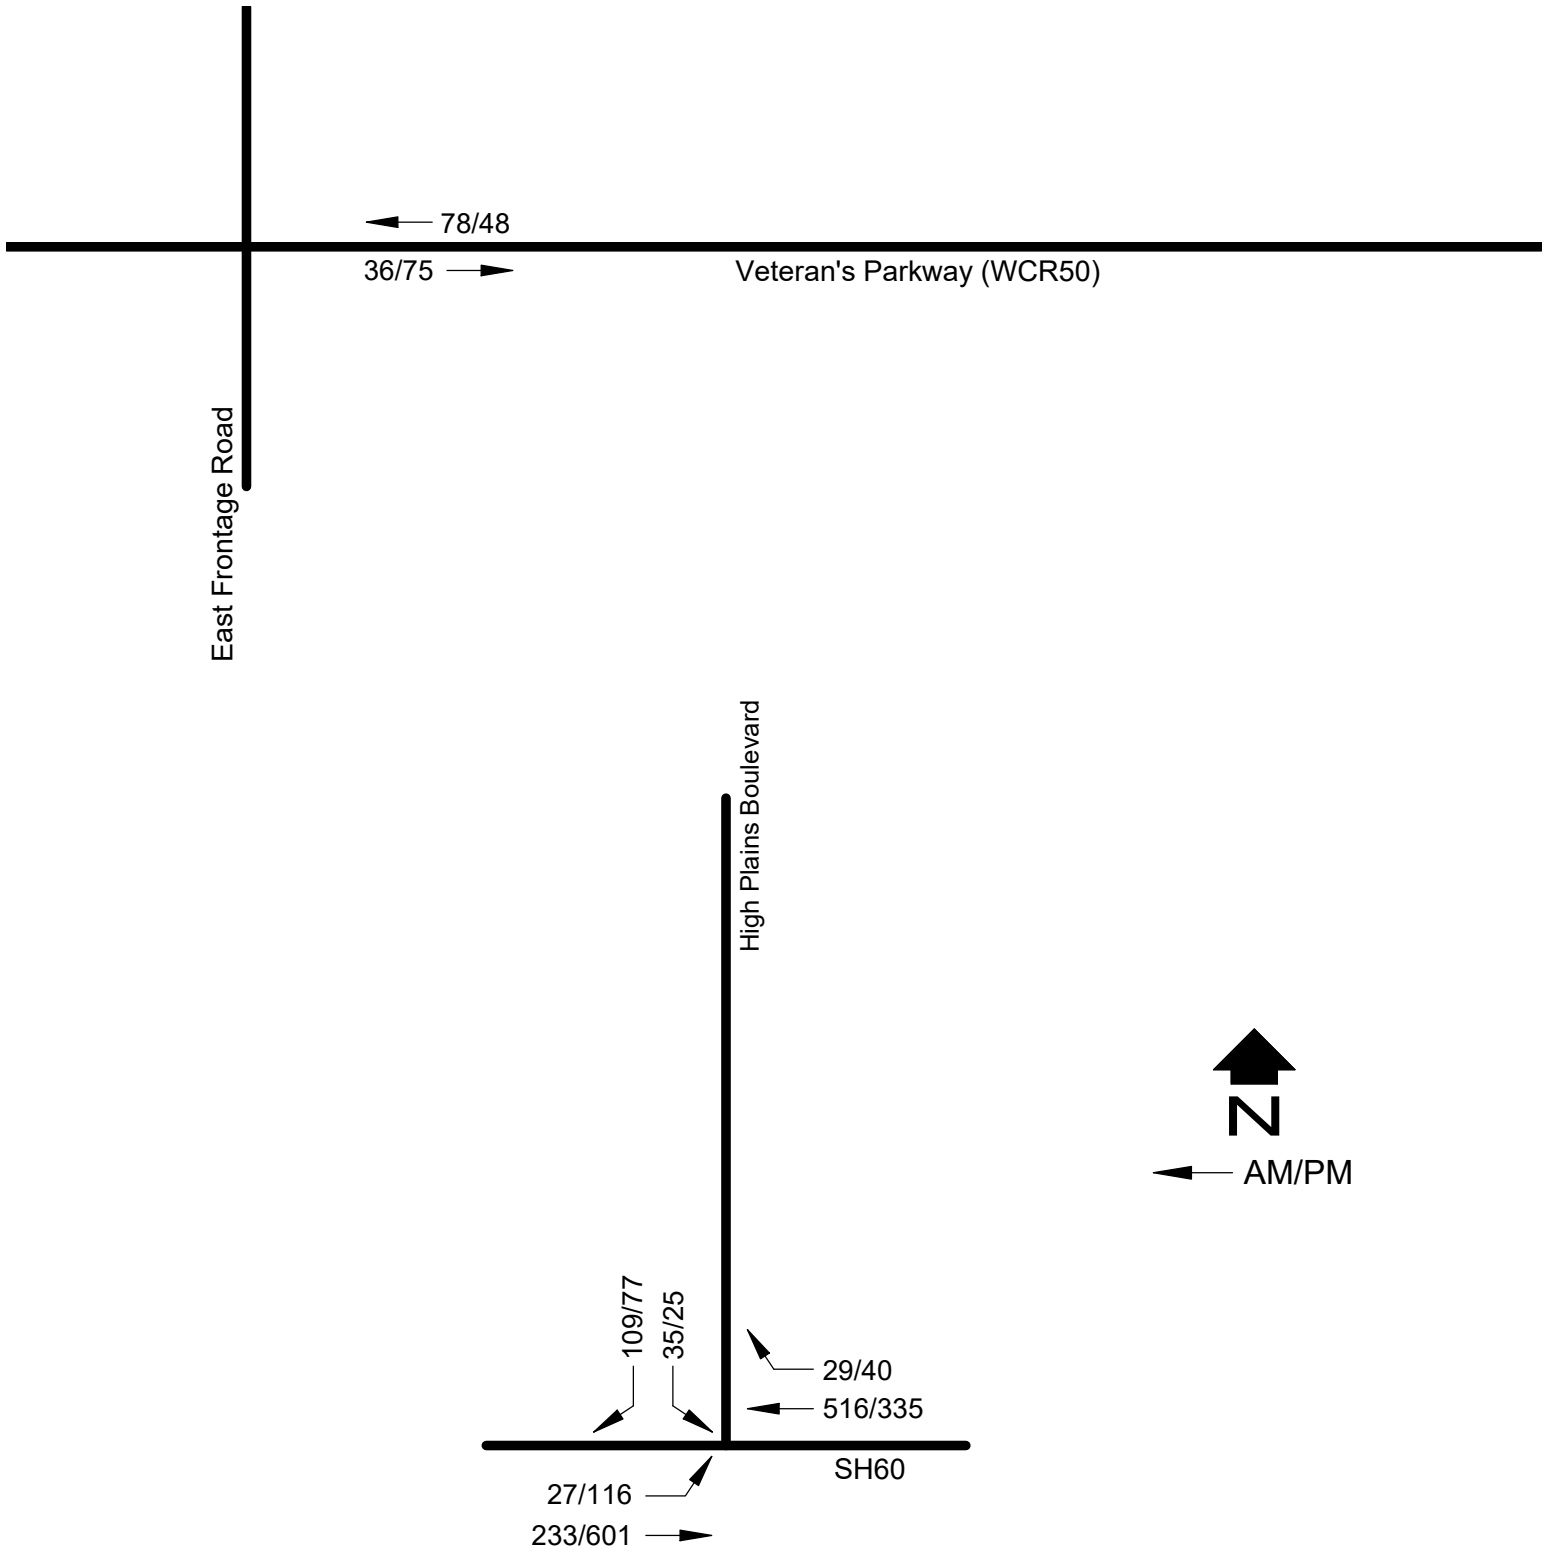 78/48
36/75
Veteran's Parkway (WCR50)
East Frontage Road
High Plains Boulevard
N
AM/PM
109/77
35/25
29/40
516/335
SH60
27/116
233/601